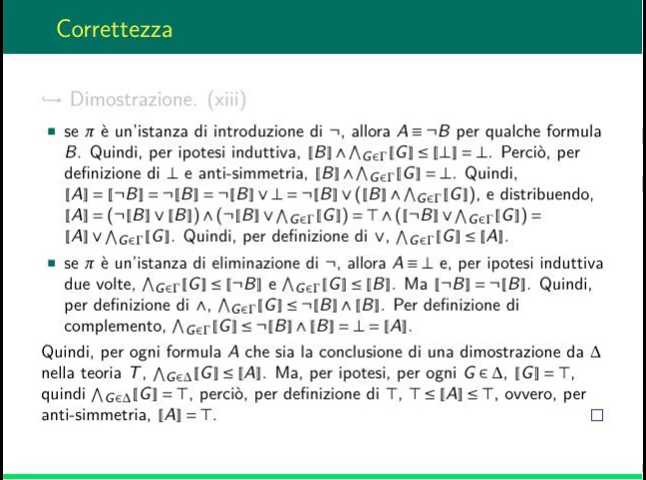 Correttezza
↪ Dimostrazione. (xiii)
▪ se π è un'istanza di introduzione di ¬, allora A ≡ ¬B per qualche formula
B. Quindi, per ipotesi induttiva, ⟦B⟧ ∧ ⋀G∈Γ⟦G⟧ ≤ ⟦⊥⟧ = ⊥. Perciò, per
definizione di ⊥ e anti-simmetria, ⟦B⟧ ∧ ⋀G∈Γ⟦G⟧ = ⊥. Quindi,
⟦A⟧ = ⟦¬B⟧ = ¬⟦B⟧ = ¬⟦B⟧ ∨ ⊥ = ¬⟦B⟧ ∨ (⟦B⟧ ∧ ⋀G∈Γ⟦G⟧), e distribuendo,
⟦A⟧ = (¬⟦B⟧ ∨ ⟦B⟧) ∧ (¬⟦B⟧ ∨ ⋀G∈Γ⟦G⟧) = ⊤ ∧ (⟦¬B⟧ ∨ ⋀G∈Γ⟦G⟧) =
⟦A⟧ ∨ ⋀G∈Γ⟦G⟧. Quindi, per definizione di ∨, ⋀G∈Γ⟦G⟧ ≤ ⟦A⟧.
▪ se π è un'istanza di eliminazione di ¬, allora A ≡ ⊥ e, per ipotesi induttiva
due volte, ⋀G∈Γ⟦G⟧ ≤ ⟦¬B⟧ e ⋀G∈Γ⟦G⟧ ≤ ⟦B⟧. Ma ⟦¬B⟧ = ¬⟦B⟧. Quindi,
per definizione di ∧, ⋀G∈Γ⟦G⟧ ≤ ¬⟦B⟧ ∧ ⟦B⟧. Per definizione di
complemento, ⋀G∈Γ⟦G⟧ ≤ ¬⟦B⟧ ∧ ⟦B⟧ = ⊥ = ⟦A⟧.
Quindi, per ogni formula A che sia la conclusione di una dimostrazione da Δ
nella teoria T, ⋀G∈Δ⟦G⟧ ≤ ⟦A⟧. Ma, per ipotesi, per ogni G ∈ Δ, ⟦G⟧ = ⊤,
quindi ⋀G∈Δ⟦G⟧ = ⊤, perciò, per definizione di ⊤, ⊤ ≤ ⟦A⟧ ≤ ⊤, ovvero, per
anti-simmetria, ⟦A⟧ = ⊤. □